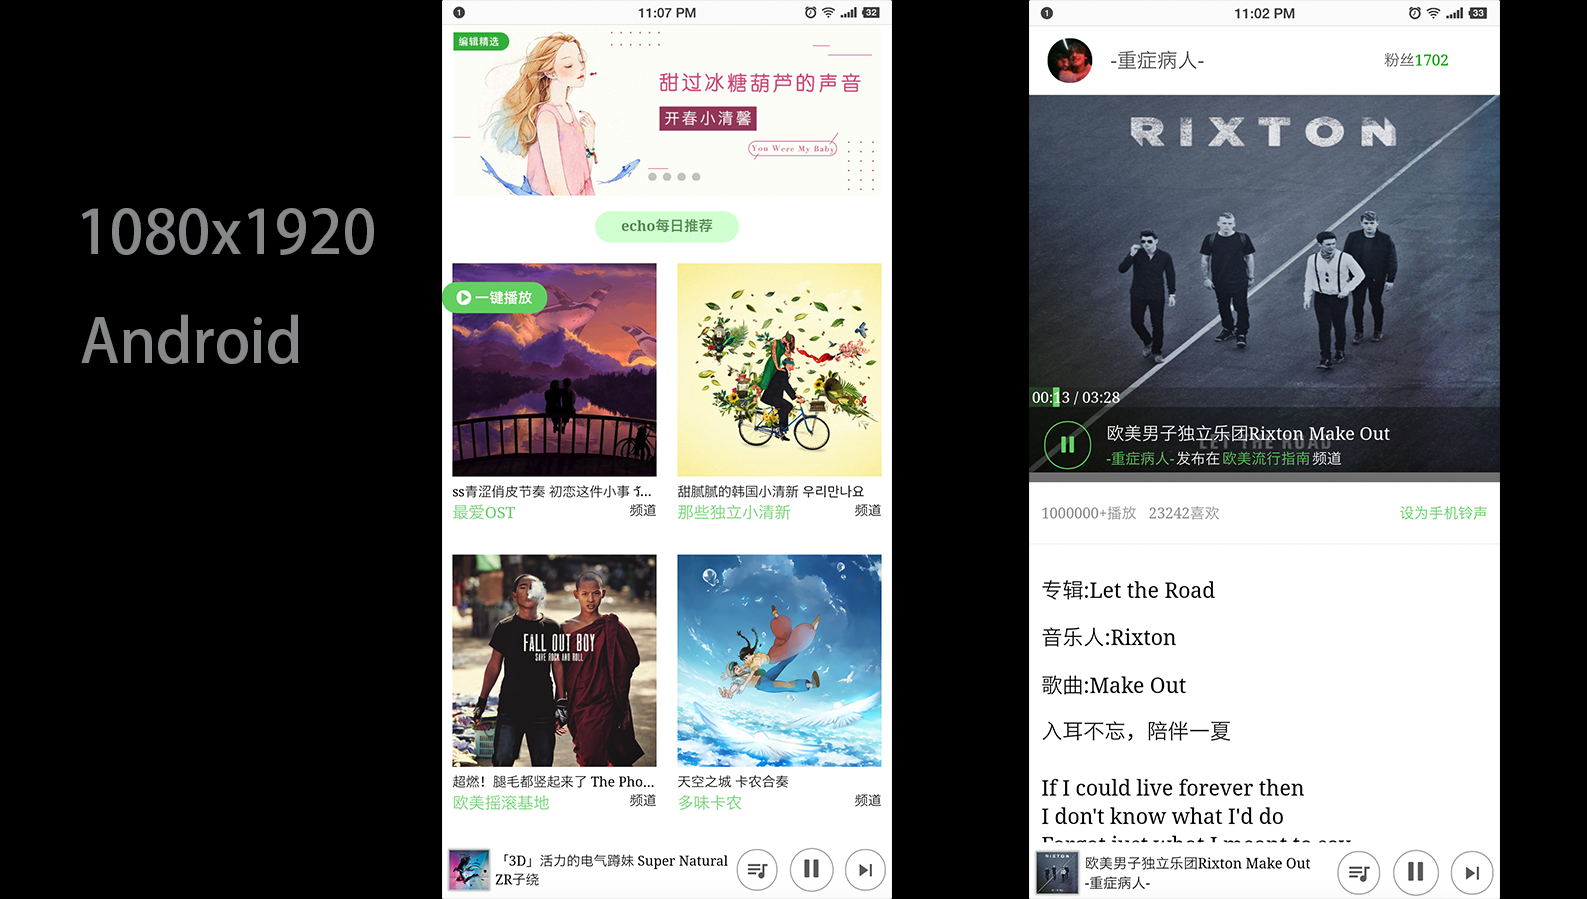 1080x1920
Android
1
11:07 PM
32
编辑精选
甜过冰糖葫芦的声音
开春小清馨
You Were My Baby
echo每日推荐
一键播放
ss青涩俏皮节奏 初恋这件小事
最爱OST
频道
甜腻腻的韩国小清新 우리만나요
那些独立小清新
频道
FALL OUT BOY
SAVE ROCK AND ROLL
超燃！腿毛都竖起来了 The Pho...
欧美摇滚基地
频道
天空之城 卡农合奏
多味卡农
频道
「3D」活力的电气蹲妹 Super Natural
ZR子绕
1
11:02 PM
33
-重症病人-
粉丝1702
RIXTON
00:13 / 03:28
LET THE ROAD
欧美男子独立乐团Rixton Make Out
-重症病人-发布在 欧美流行指南 频道
1000000+播放 23242喜欢
设为手机铃声
专辑:Let the Road
音乐人:Rixton
歌曲:Make Out
入耳不忘，陪伴一夏
If I could live forever then
I don't know what I'd do
Forget just what I meant to say
RIXTON
欧美男子独立乐团Rixton Make Out
-重症病人-